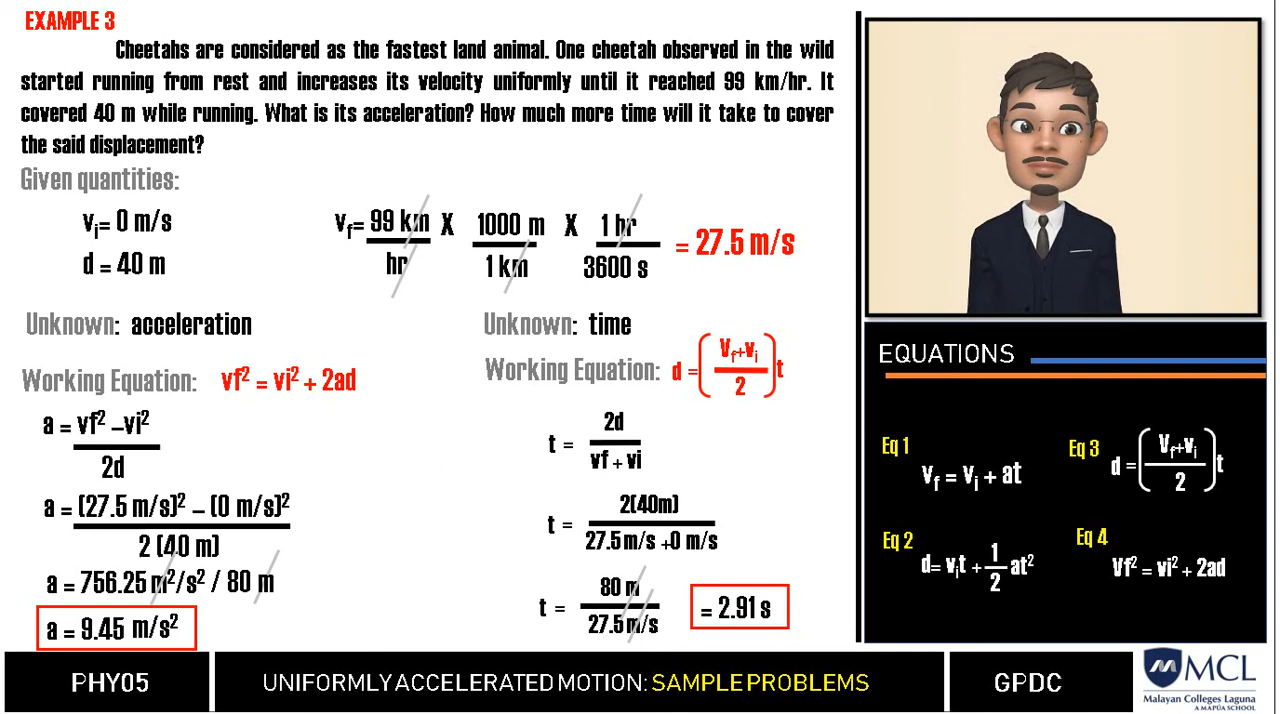 EXAMPLE 3
Cheetahs are considered as the fastest land animal. One cheetah observed in the wild
started running from rest and increases its velocity uniformly until it reached 99 km/hr. It
covered 40 m while running. What is its acceleration? How much more time will it take to cover
the said displacement?
Given quantities:
vᵢ= 0 m/s
d = 40 m
v_f= 99 km X 1000 m X 1 hr
hr 1 km 3600 s
= 27.5 m/s
Unknown: acceleration
Working Equation: vf² = vi² + 2ad
a = vf² –vi²
2d
a = (27.5 m/s)² – (0 m/s)²
2 (40 m)
a = 756.25 m²/s² / 80 m
a = 9.45 m/s²
Unknown: time
Working Equation: d =(V_f+vᵢ
2)t
t = 2d
vf + vi
t = 2(40m)
27.5 m/s +0 m/s
t = 80 m
27.5 m/s
= 2.91 s
EQUATIONS
Eq 1
V_f = Vᵢ + at
Eq 2
d= vᵢt + 1
2 at²
Eq 3
d =(V_f+vᵢ
2)t
Eq 4
Vf² = vi² + 2ad
PHY05
UNIFORMLY ACCELERATED MOTION: SAMPLE PROBLEMS
GPDC
MCL
Malayan Colleges Laguna
A MAPÚA SCHOOL